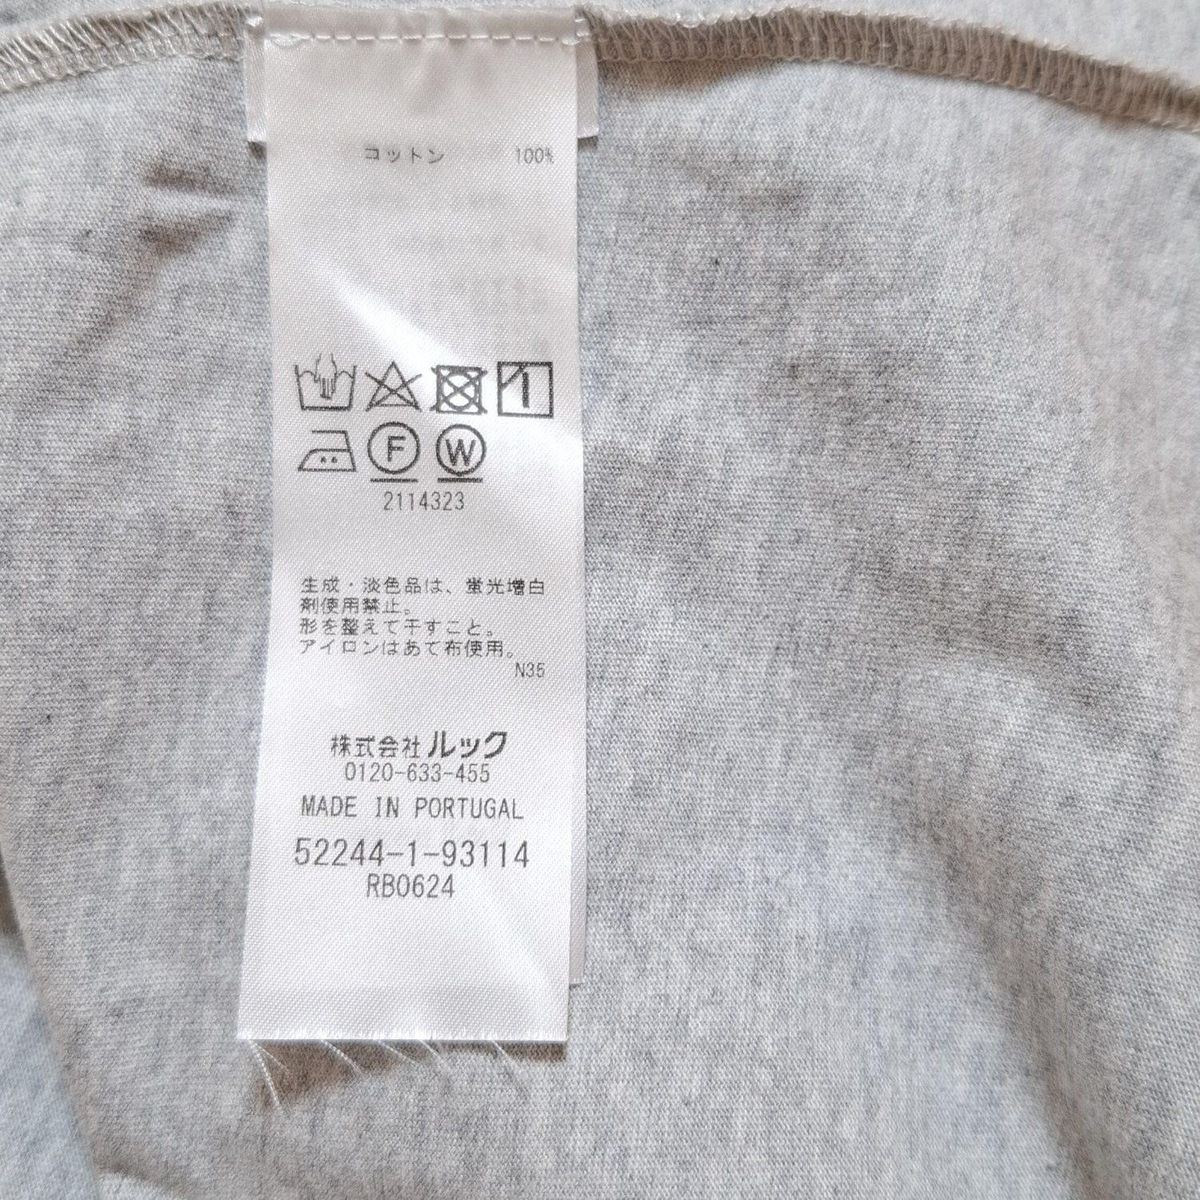 コットン 100%
F W
2114323
生成・淡色品は、蛍光増白
剤使用禁止。
形を整えて干すこと。
アイロンはあて布使用。
N35
株式会社 ルック
0120-633-455
MADE IN PORTUGAL
52244-1-93114
RB0624